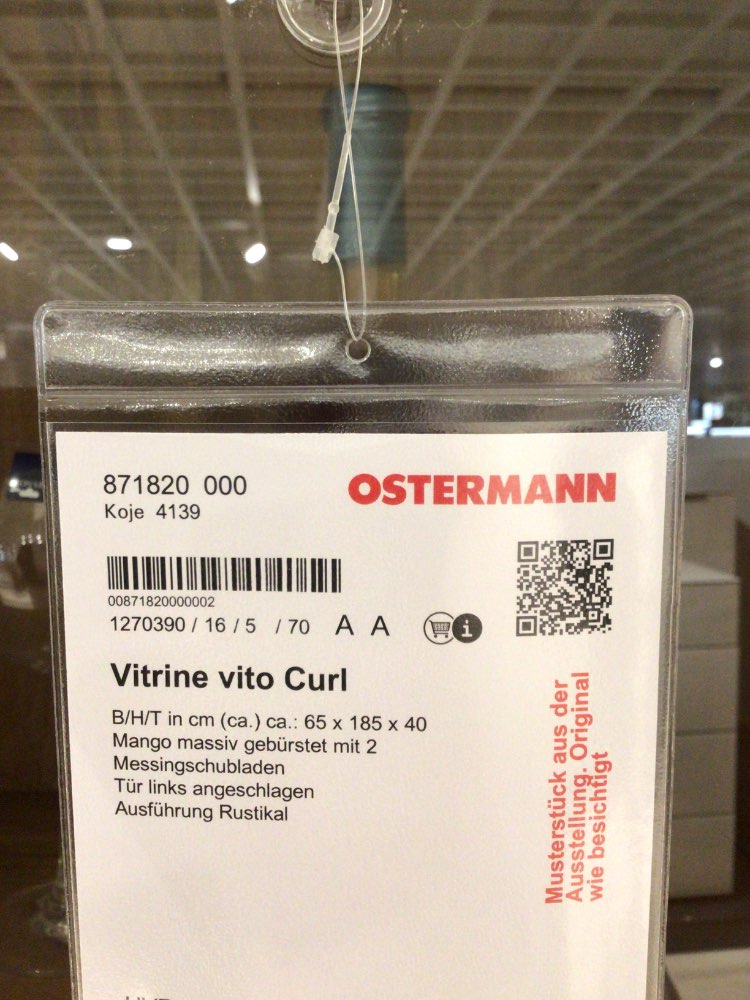 871820 000
OSTERMANN
Koje 4139
00871820000002
1270390 / 16 / 5 / 70 A A
i
Vitrine vito Curl
B/H/T in cm (ca.) ca.: 65 x 185 x 40
Mango massiv gebürstet mit 2
Messingschubladen
Tür links angeschlagen
Ausführung Rustikal
Musterstück aus der
Ausstellung. Original
wie besichtigt